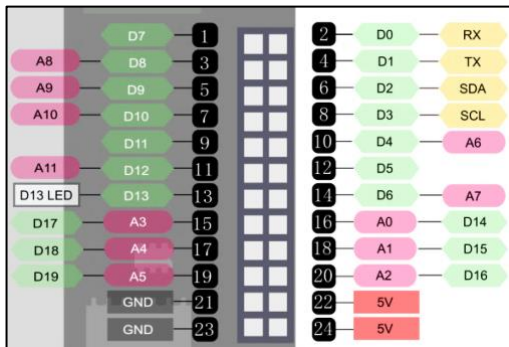 D7 1 2 D0 RX
A8 D8 3 4 D1 TX
A9 D9 5 6 D2 SDA
A10 D10 7 8 D3 SCL
D11 9 10 D4 A6
A11 D12 11 12 D5
D13 LED D13 13 14 D6 A7
D17 A3 15 16 A0 D14
D18 A4 17 18 A1 D15
D19 A5 19 20 A2 D16
GND 21 22 5V
GND 23 24 5V